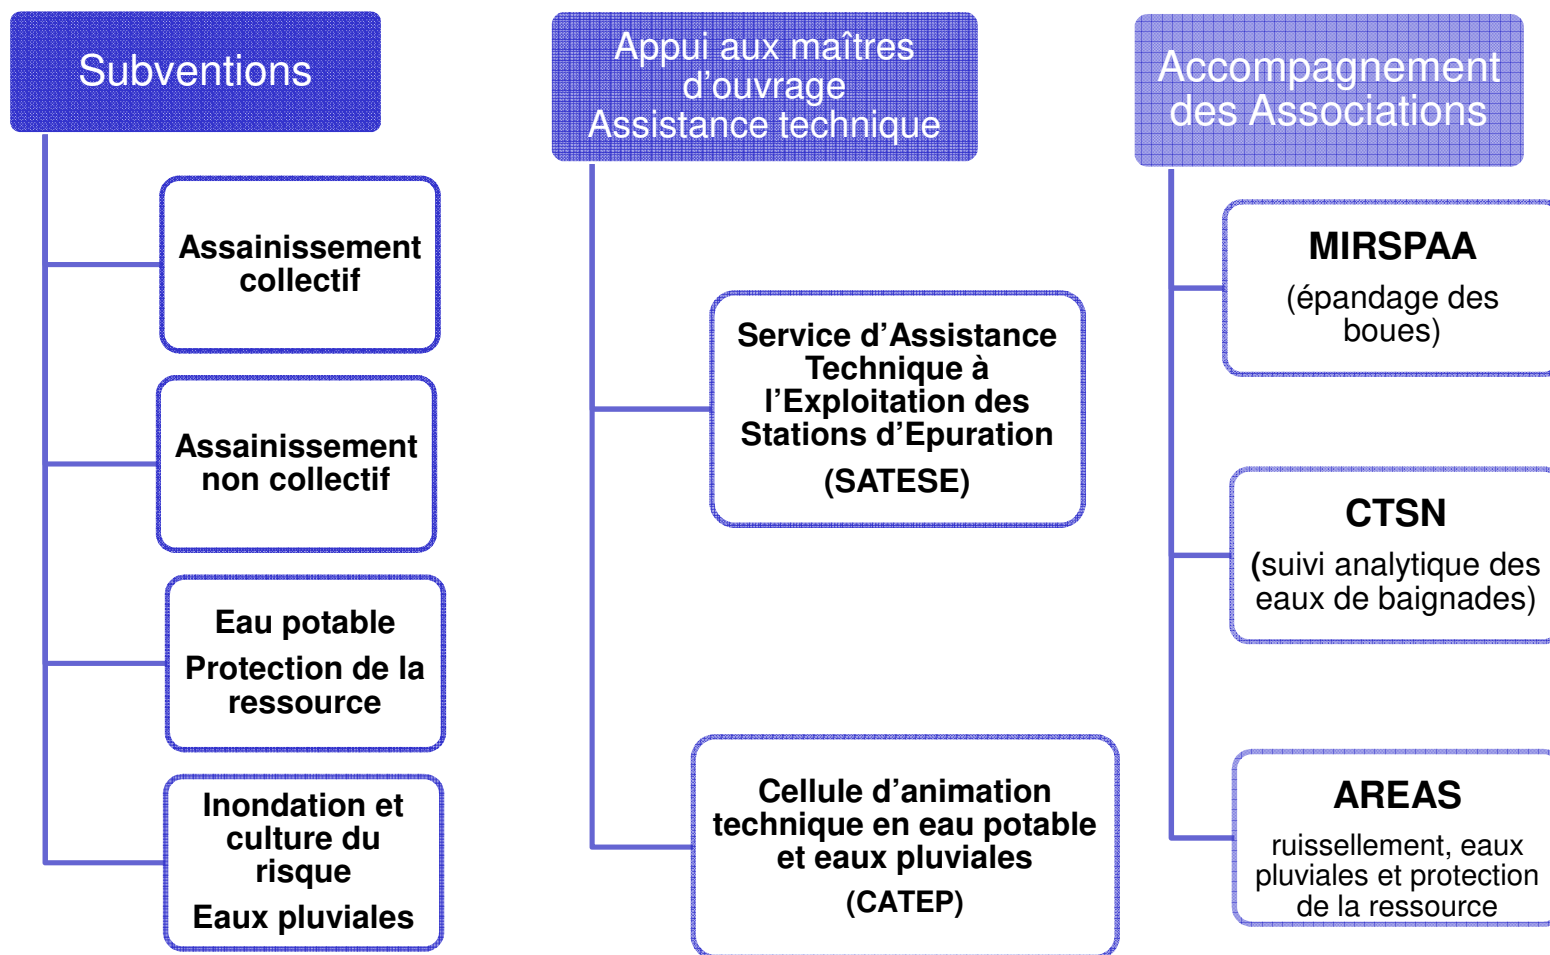 Subventions
Assainissement
collectif
Assainissement
non collectif
Eau potable
Protection de la
ressource
Inondation et
culture du
risque
Eaux pluviales
Appui aux maîtres
d’ouvrage
Assistance technique
Service d’Assistance
Technique à
l’Exploitation des
Stations d’Epuration
(SATESE)
Cellule d’animation
technique en eau potable
et eaux pluviales
(CATEP)
Accompagnement
des Associations
MIRSPAA
(épandage des
boues)
CTSN
(suivi analytique des
eaux de baignades)
AREAS
ruissellement, eaux
pluviales et protection
de la ressource